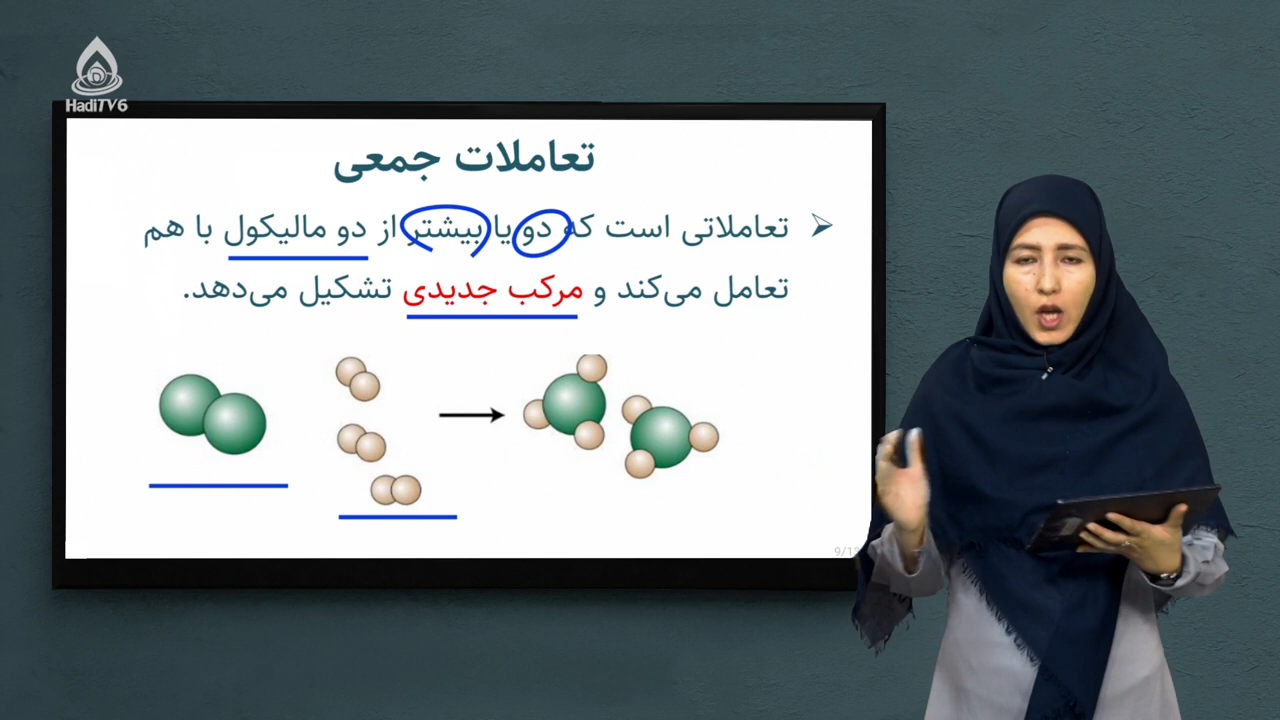 HadiTV6
تعاملات جمعی
تعاملاتی است که دو یا بیشتر از دو مالیکول با هم
تعامل می‌کند و مرکب جدیدی تشکیل می‌دهد.